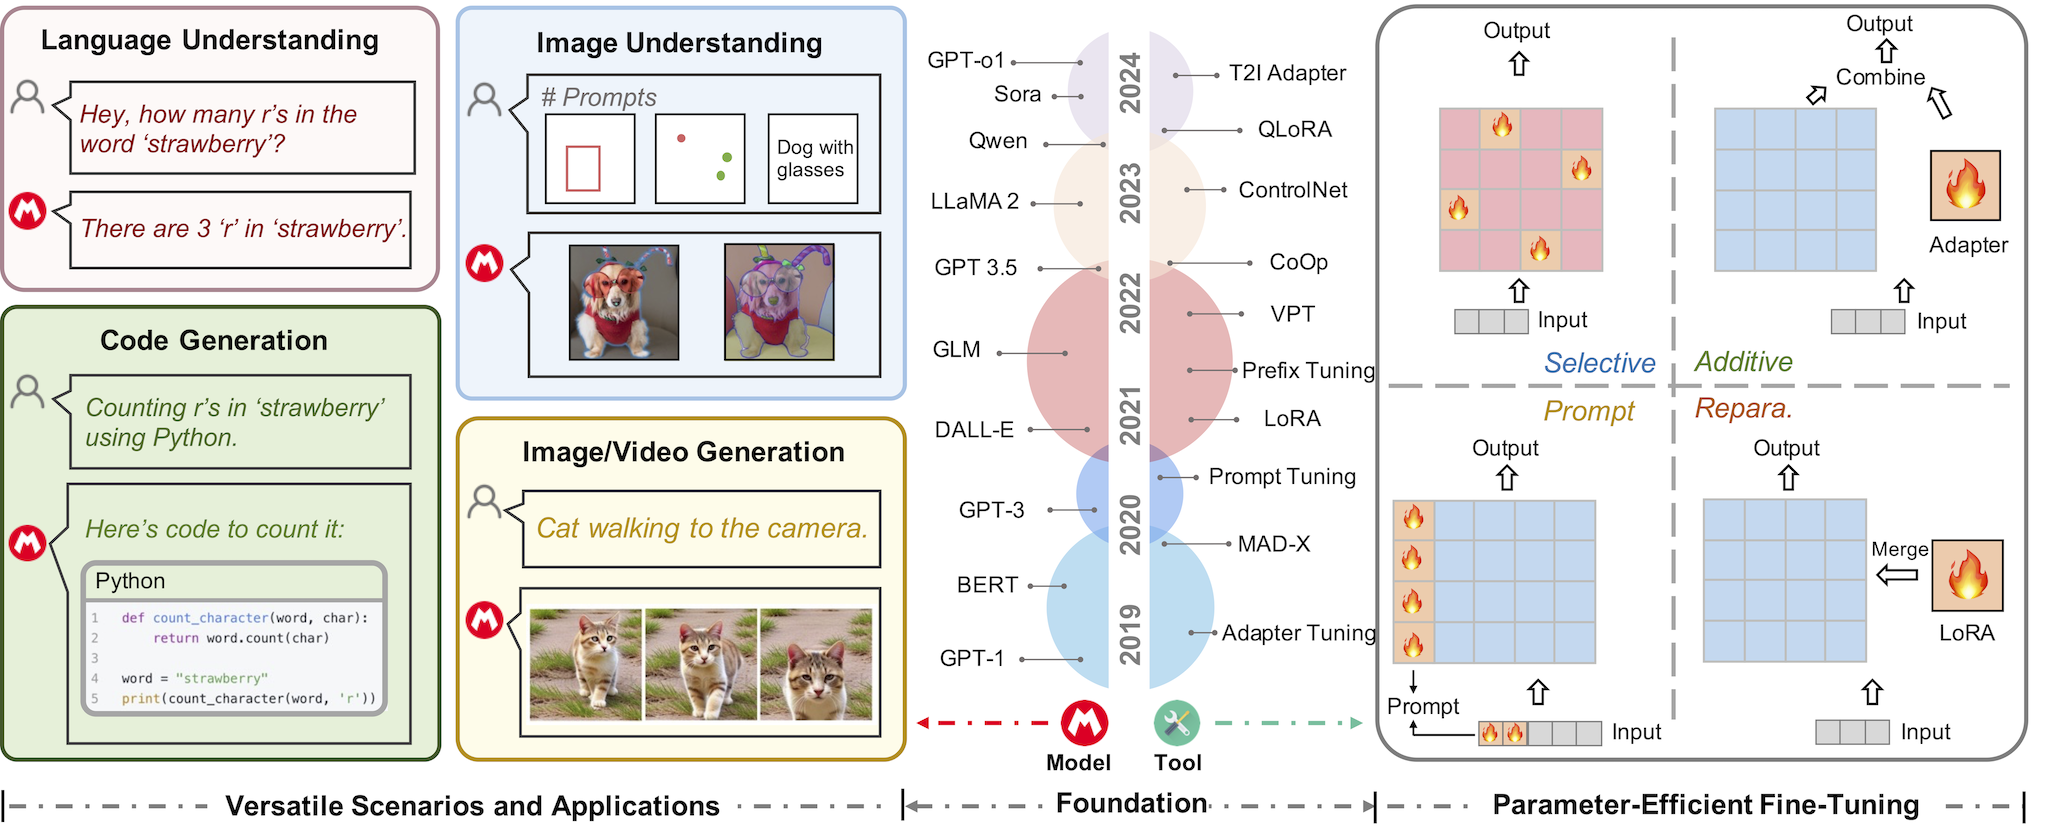 Language Understanding
Hey, how many r's in the
word 'strawberry'?
There are 3 'r' in 'strawberry'.
Code Generation
Counting r's in 'strawberry'
using Python.
Here's code to count it:
Python
1 def count_character(word, char):
2 return word.count(char)
3
4 word = "strawberry"
5 print(count_character(word, 'r'))
Image Understanding
# Prompts
Dog with
glasses
Image/Video Generation
Cat walking to the camera.
GPT-o1
Sora
Qwen
LLaMA 2
GPT 3.5
GLM
DALL-E
GPT-3
BERT
GPT-1
2024
2023
2022
2021
2020
2019
T2I Adapter
QLoRA
ControlNet
CoOp
VPT
Prefix Tuning
LoRA
Prompt Tuning
MAD-X
Adapter Tuning
Model
Tool
Output
Input
Selective
Output
Combine
Adapter
Input
Additive
Prompt
Output
Prompt
Input
Repara.
Output
Merge
LoRA
Input
Versatile Scenarios and Applications
Foundation
Parameter-Efficient Fine-Tuning